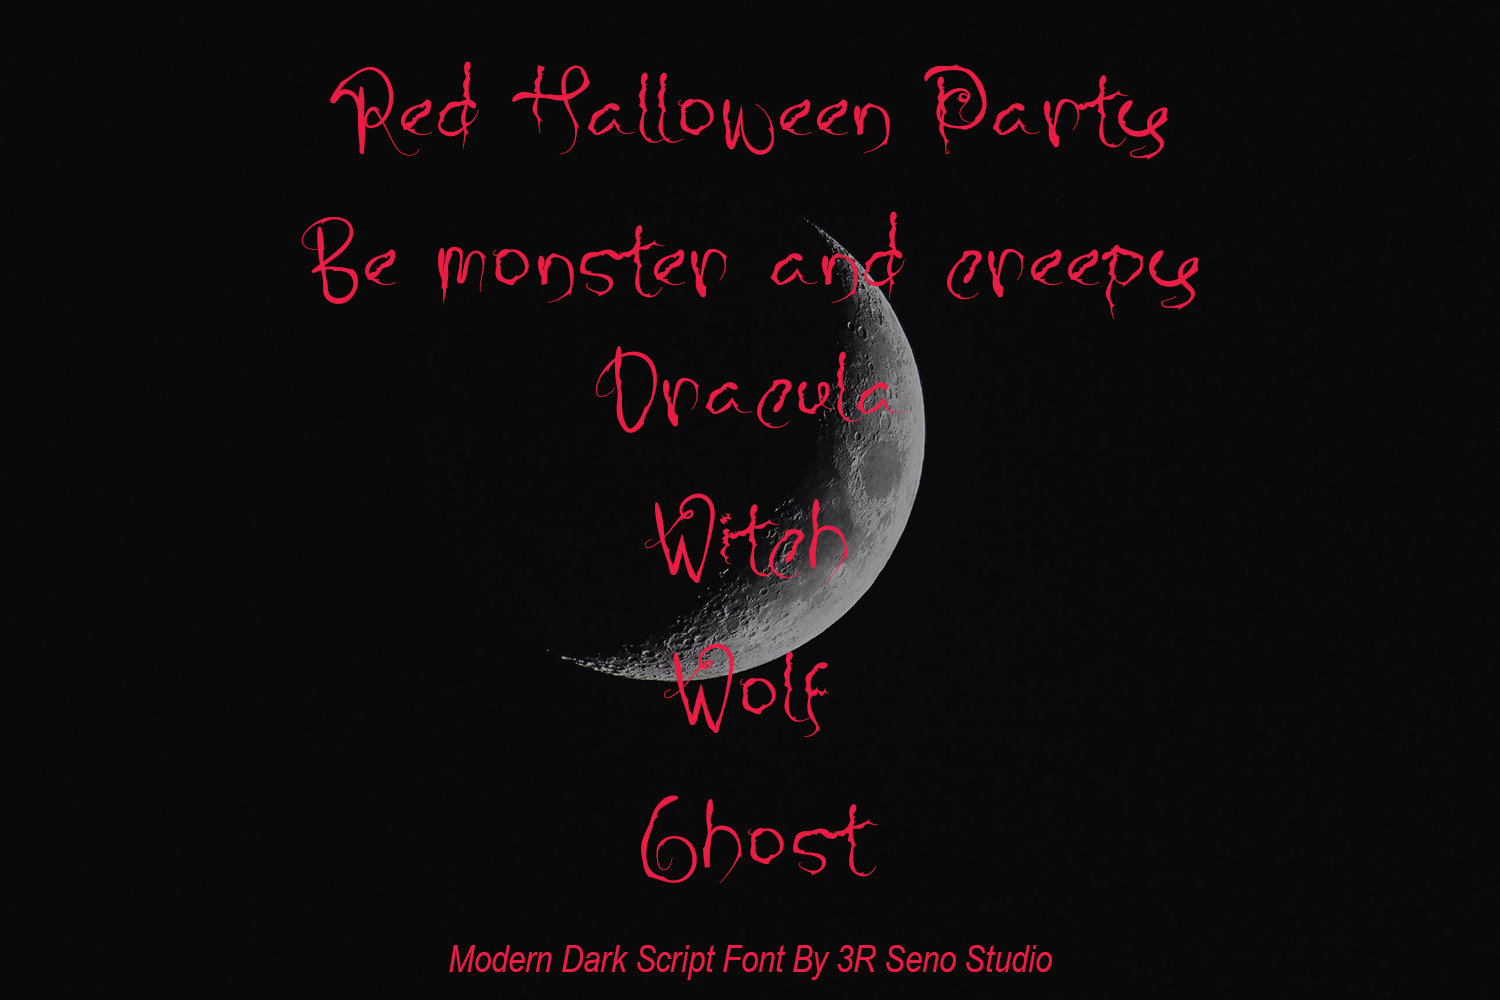 Red Halloween Party
Be monster and creepy
Dracula
Witch
Wolf
Ghost
Modern Dark Script Font By 3R Seno Studio